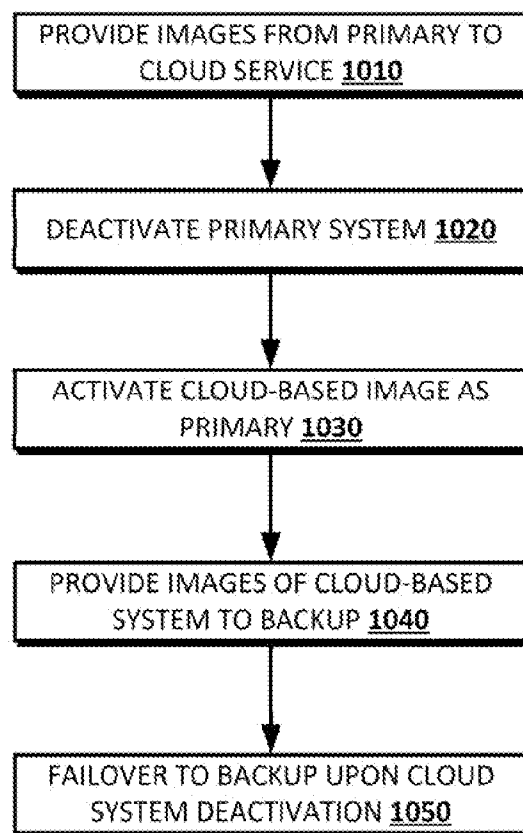 PROVIDE IMAGES FROM PRIMARY TO
CLOUD SERVICE 1010
DEACTIVATE PRIMARY SYSTEM 1020
ACTIVATE CLOUD-BASED IMAGE AS
PRIMARY 1030
PROVIDE IMAGES OF CLOUD-BASED
SYSTEM TO BACKUP 1040
FAILOVER TO BACKUP UPON CLOUD
SYSTEM DEACTIVATION 1050